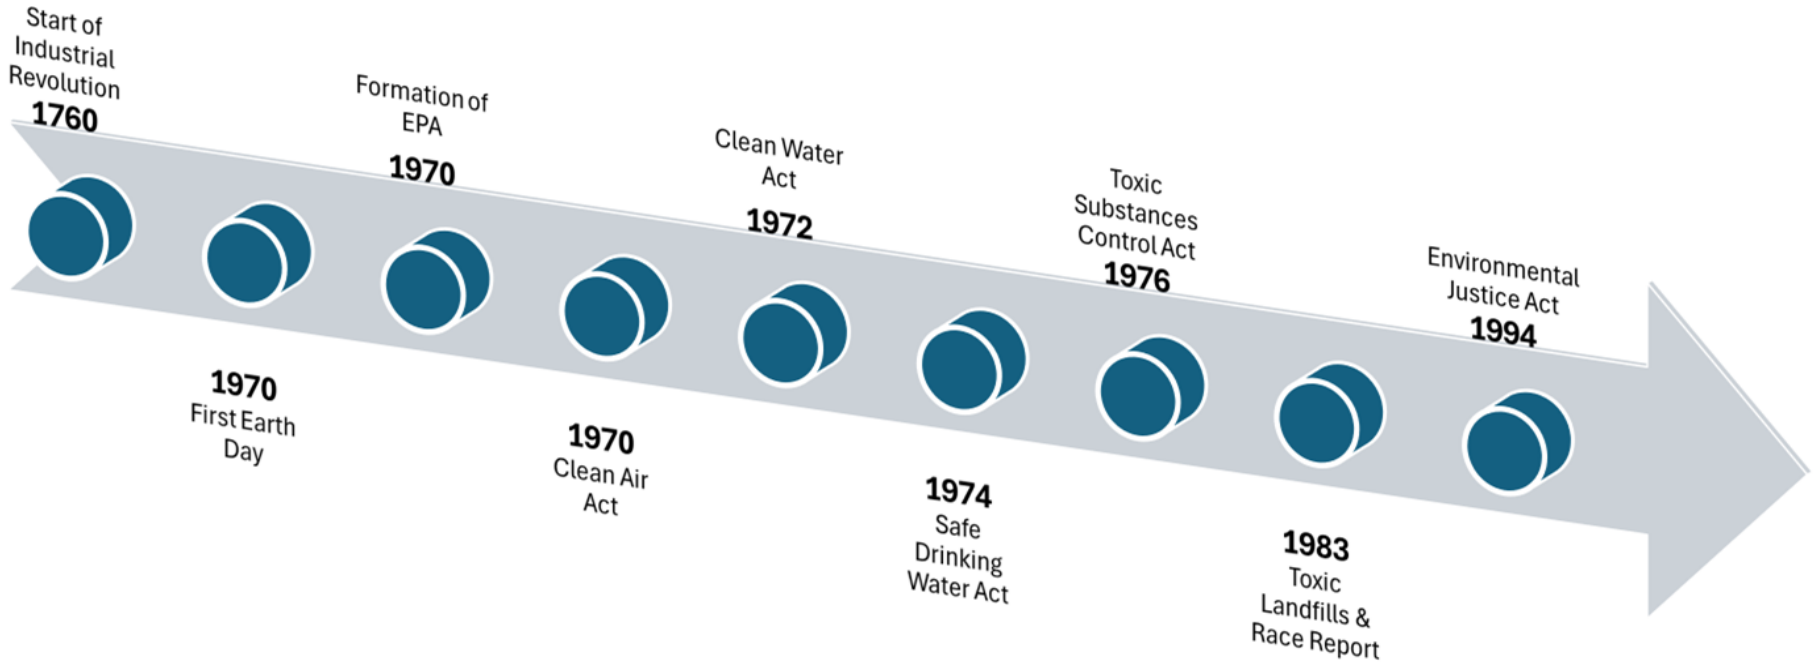 Start of
Industrial
Revolution
1760
1970
First Earth
Day
Formation of
EPA
1970
1970
Clean Air
Act
Clean Water
Act
1972
1974
Safe
Drinking
Water Act
Toxic
Substances
Control Act
1976
1983
Toxic
Landfills &
Race Report
Environmental
Justice Act
1994